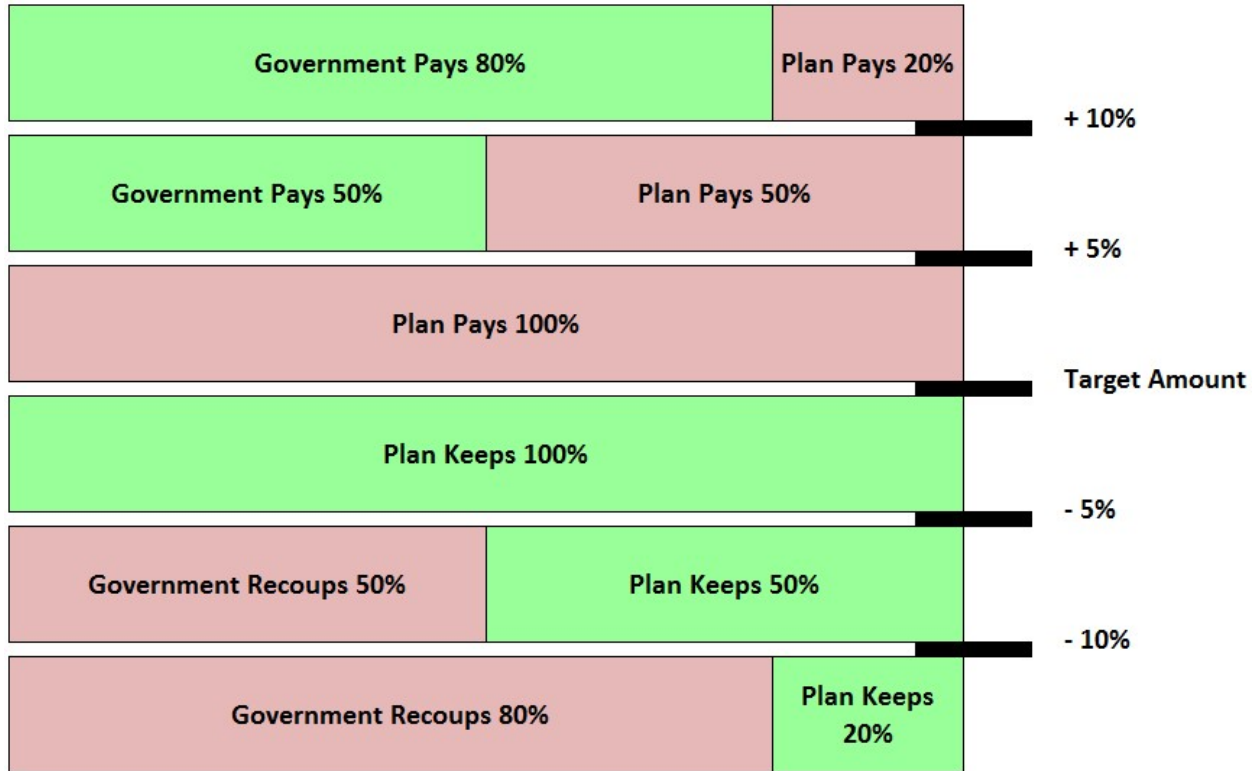 Government Pays 80%
Plan Pays 20%
+ 10%
Government Pays 50%
Plan Pays 50%
+ 5%
Plan Pays 100%
Target Amount
Plan Keeps 100%
- 5%
Government Recoups 50%
Plan Keeps 50%
- 10%
Government Recoups 80%
Plan Keeps
20%